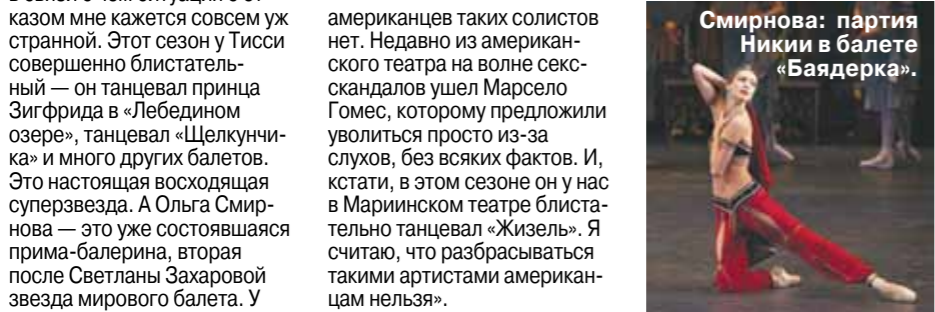 казом мне кажется совсем уж
странной. Этот сезон у Тисси
совершенно блистатель-
ный — он танцевал принца
Зигфрида в «Лебедином
озере», танцевал «Щелкунчи-
ка» и много других балетов.
Это настоящая восходящая
суперзвезда. А Ольга Смир-
нова — это уже состоявшаяся
прима-балерина, вторая
после Светланы Захаровой
звезда мирового балета. У
американцев таких солистов
нет. Недавно из американ-
ского театра на волне секс-
скандалов ушел Марсело
Гомес, которому предложили
уволиться просто из-за
слухов, без всяких фактов. И,
кстати, в этом сезоне он у нас
в Мариинском театре блиста-
тельно танцевал «Жизель». Я
считаю, что разбрасываться
такими артистами американ-
цам нельзя».
Смирнова: партия
Никии в балете
«Баядерка».